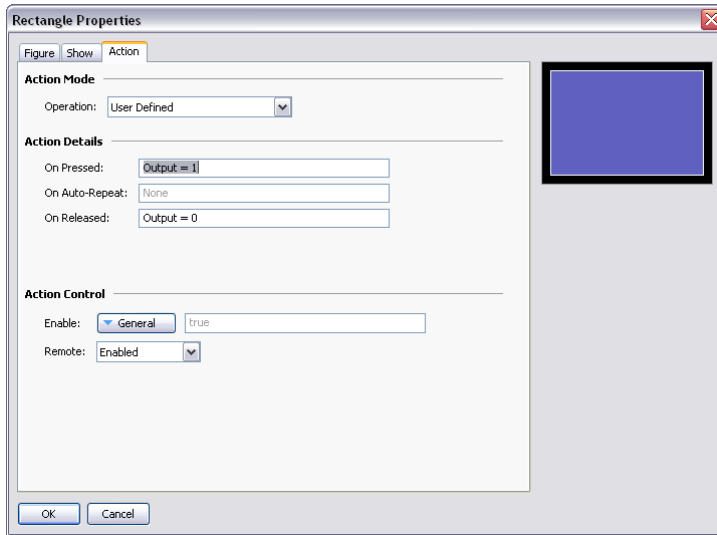 Rectangle Properties
Figure Show Action
Action Mode
Operation: User Defined
Action Details
On Pressed: Output = 1
On Auto-Repeat: None
On Released: Output = 0
Action Control
Enable: General true
Remote: Enabled
OK Cancel